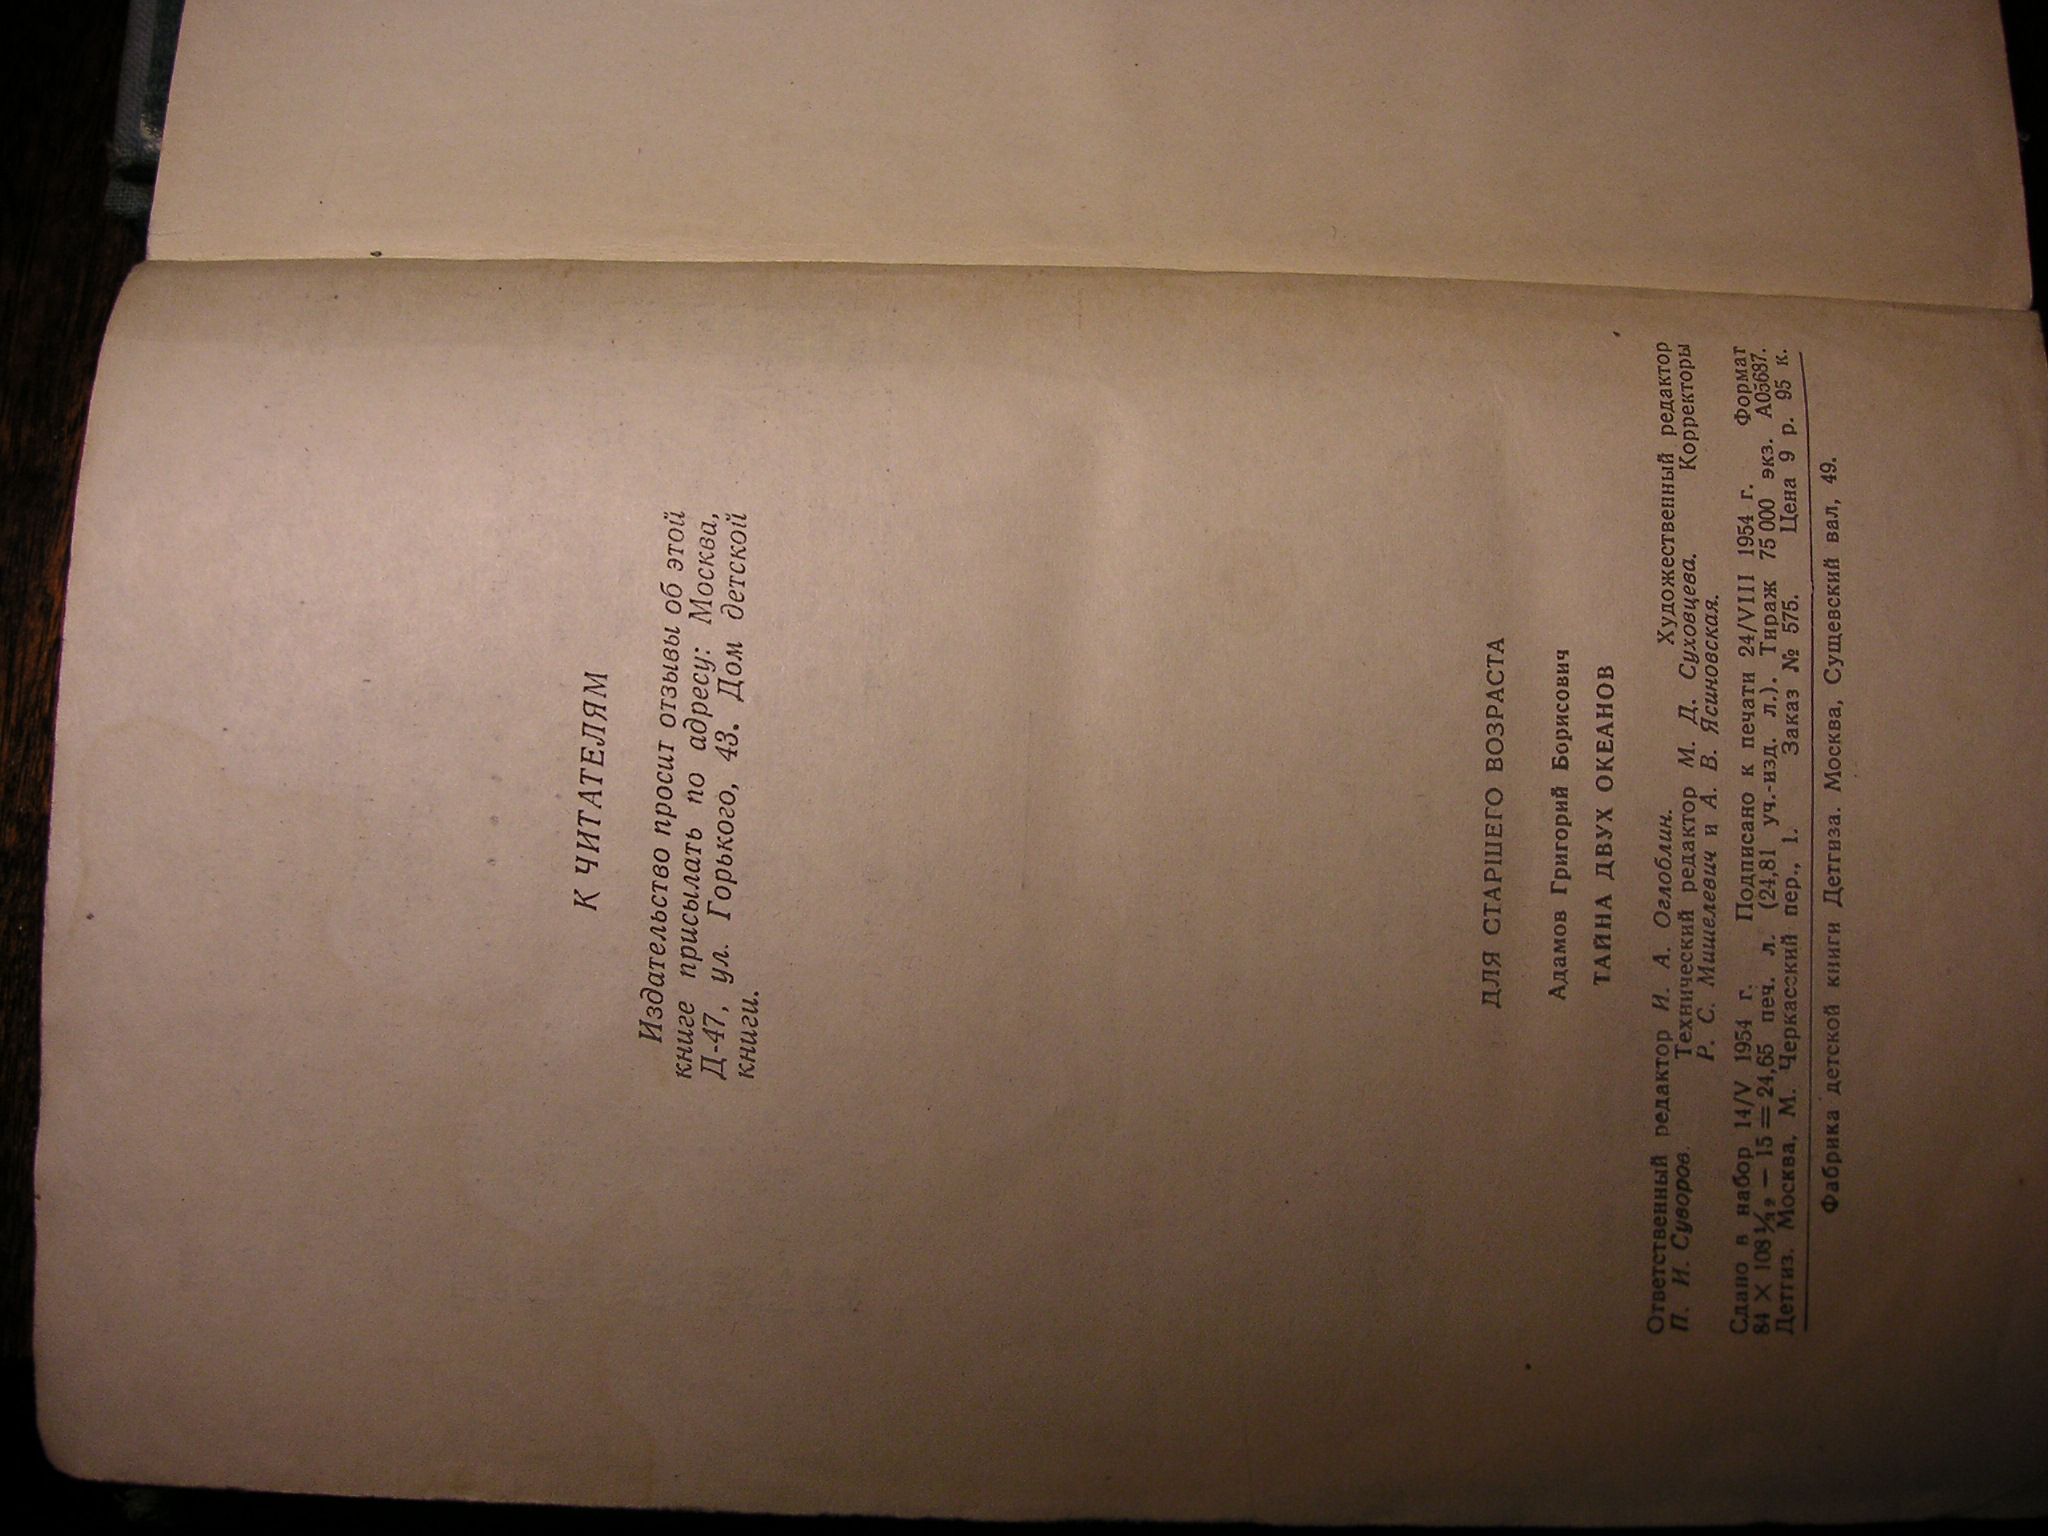 К ЧИТАТЕЛЯМ
Издательство просит отзывы об этой
книге присылать по адресу: Москва,
Д-47, ул. Горького, 43. Дом детской
книги.
ДЛЯ СТАРШЕГО ВОЗРАСТА
Адамов Григорий Борисович
ТАЙНА ДВУХ ОКЕАНОВ
Ответственный редактор И. А. Оглоблин. Художественный редактор
П. И. Суворов. Технический редактор М. Д. Суховцева. Корректоры
Р. С. Мишелевич и А. В. Ясиновская.
Сдано в набор 14/V 1954 г. Подписано к печати 24/VIII 1954 г. Формат
84 × 108 — 15 = 24,65 печ. л. (24,81 уч.-изд. л.). Тираж 75 000 экз. А05687.
Детгиз. Москва, М. Черкасский пер., 1. Заказ № 575. Цена 9 р. 95 к.
Фабрика детской книги Детгиза. Москва, Сущевский вал, 49.